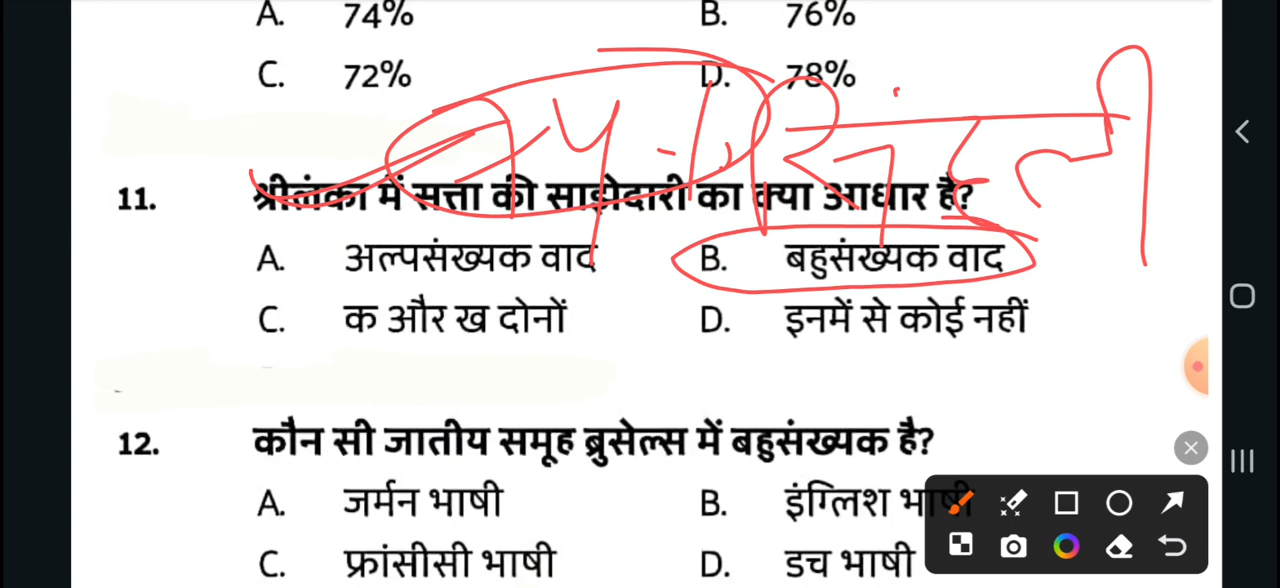 A. 74% B. 76%
C. 72% D. 78%
11. श्रीलंका में सत्ता की साझेदारी का क्या आधार है?
A. अल्पसंख्यक वाद B. बहुसंख्यक वाद
C. क और ख दोनों D. इनमें से कोई नहीं
12. कौन सी जातीय समूह ब्रुसेल्स में बहुसंख्यक है?
A. जर्मन भाषी B. इंग्लिश भाषी
C. फ्रांसीसी भाषी D. डच भाषी